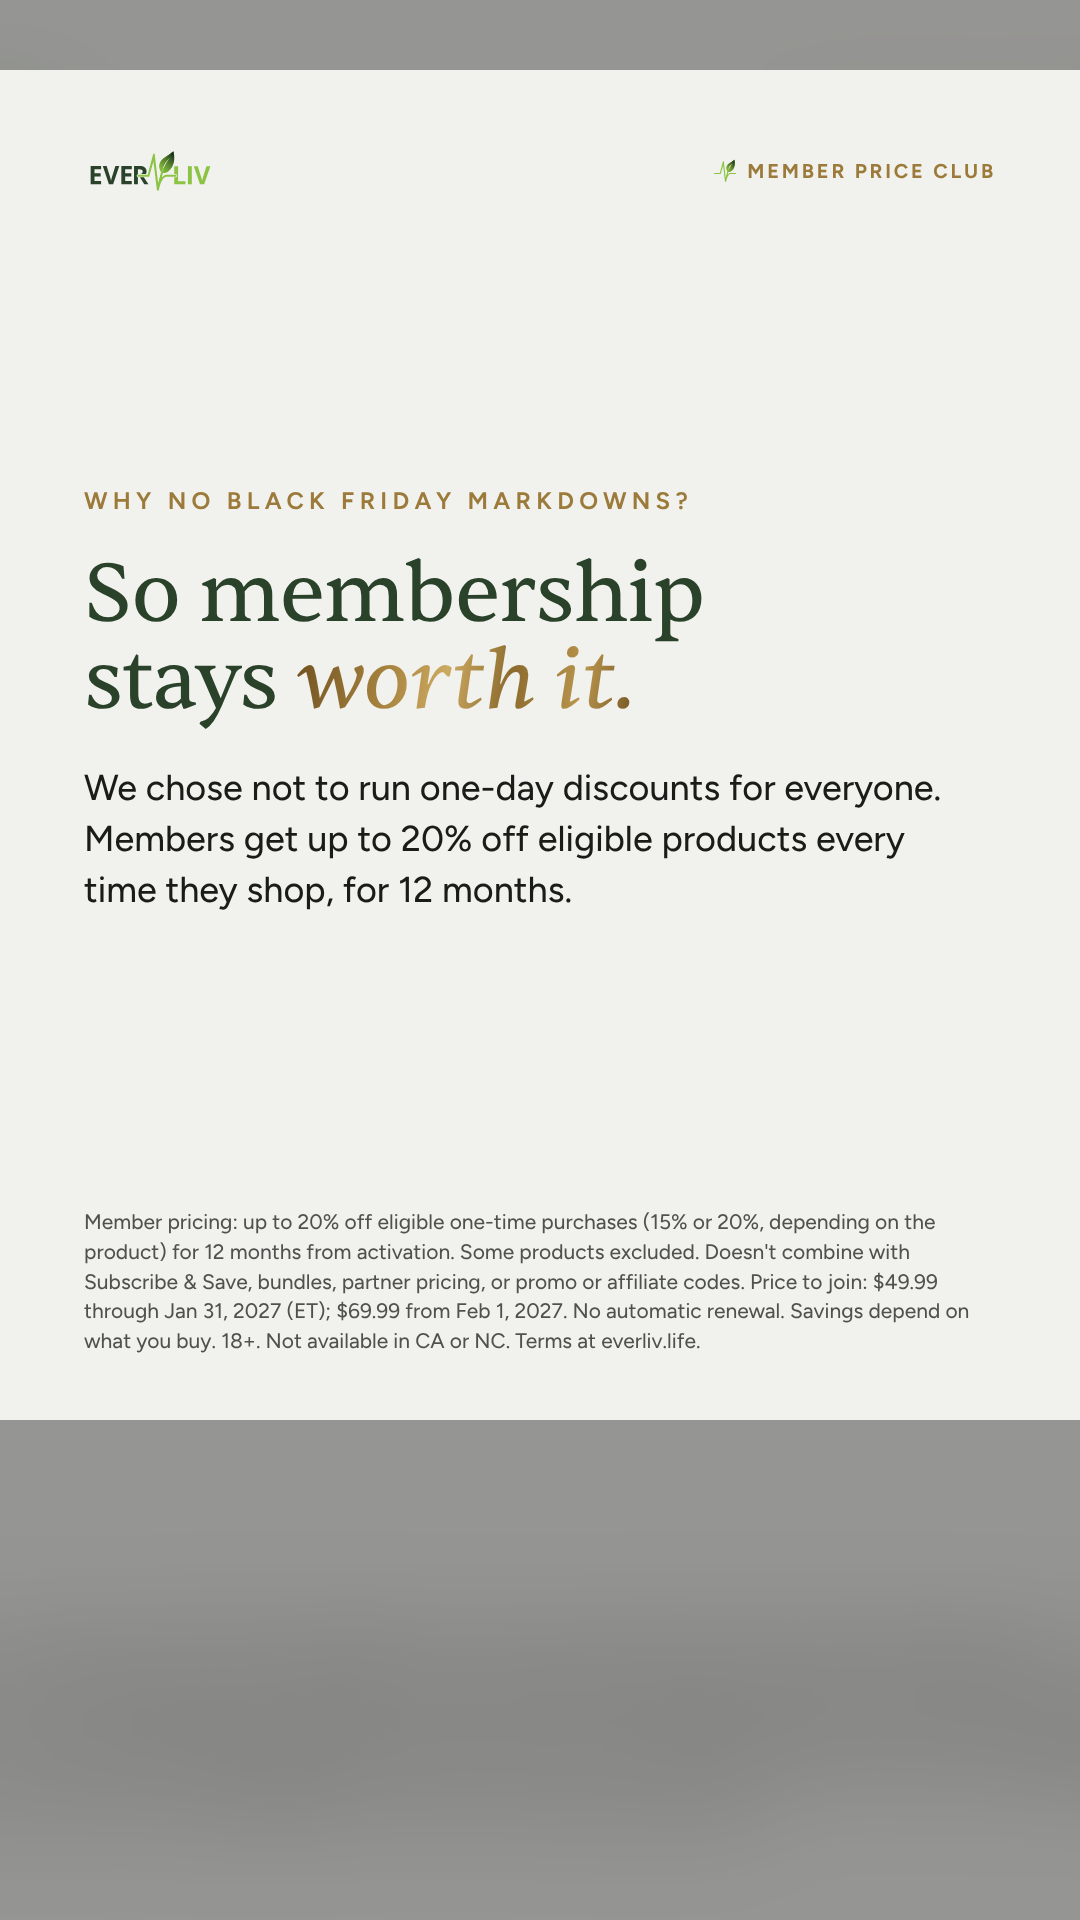 EVERLIV
MEMBER PRICE CLUB
WHY NO BLACK FRIDAY MARKDOWNS?
So membership
stays worth it.
We chose not to run one-day discounts for everyone.
Members get up to 20% off eligible products every
time they shop, for 12 months.
Member pricing: up to 20% off eligible one-time purchases (15% or 20%, depending on the
product) for 12 months from activation. Some products excluded. Doesn't combine with
Subscribe & Save, bundles, partner pricing, or promo or affiliate codes. Price to join: $49.99
through Jan 31, 2027 (ET); $69.99 from Feb 1, 2027. No automatic renewal. Savings depend on
what you buy. 18+. Not available in CA or NC. Terms at everliv.life.